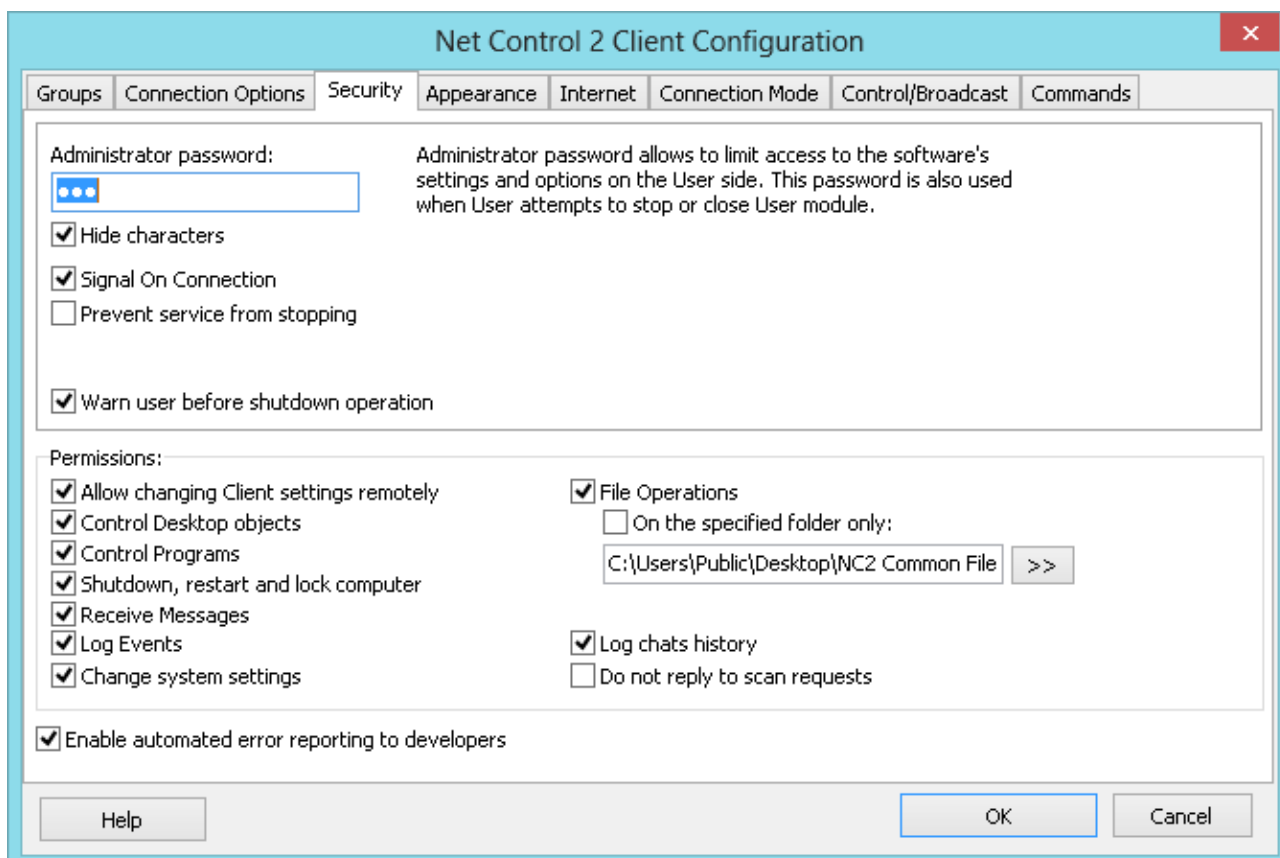 Net Control 2 Client Configuration
Groups
Connection Options
Security
Appearance
Internet
Connection Mode
Control/Broadcast
Commands
Administrator password:
Administrator password allows to limit access to the software's
settings and options on the User side. This password is also used
when User attempts to stop or close User module.
Hide characters
Signal On Connection
Prevent service from stopping
Warn user before shutdown operation
Permissions:
Allow changing Client settings remotely
Control Desktop objects
Control Programs
Shutdown, restart and lock computer
Receive Messages
Log Events
Change system settings
File Operations
On the specified folder only:
C:\Users\Public\Desktop\NC2 Common File
>>
Log chats history
Do not reply to scan requests
Enable automated error reporting to developers
Help
OK
Cancel